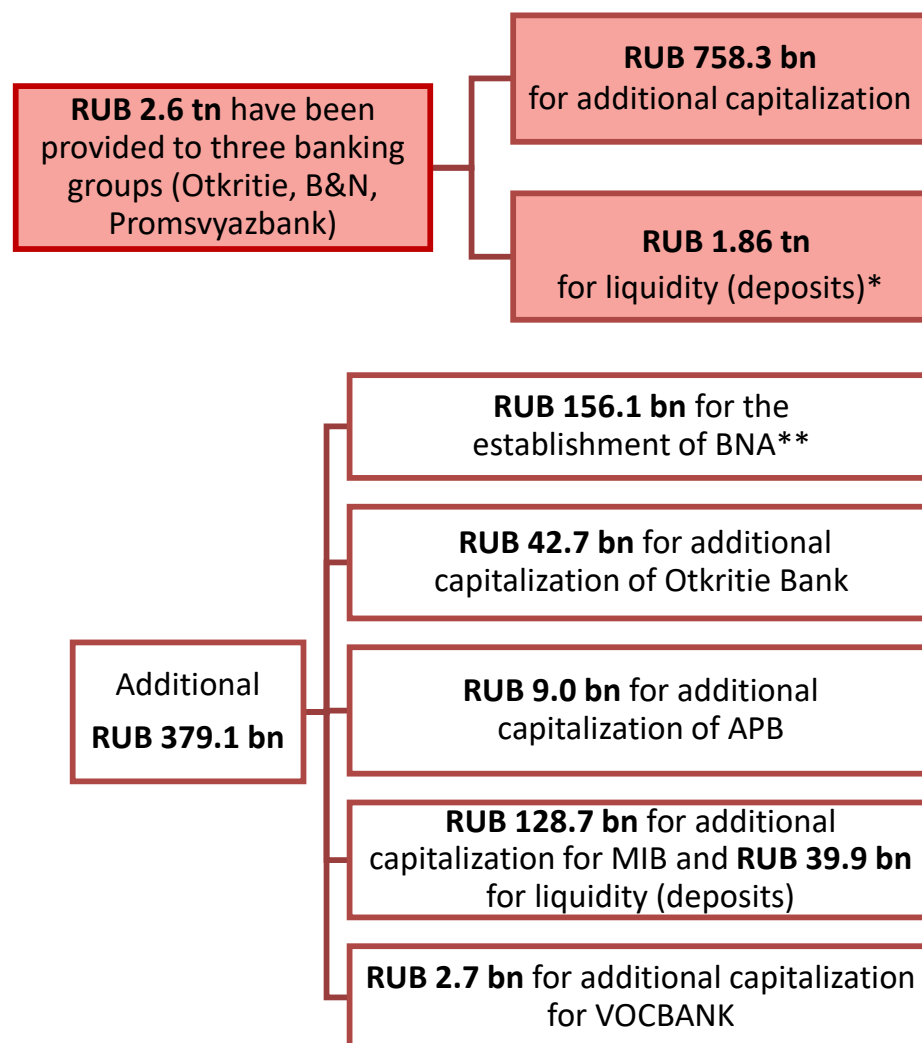 RUB 758.3 bn
for additional capitalization
RUB 2.6 tn have been
provided to three banking
groups (Otkritie, B&N,
Promsvyazbank)
RUB 1.86 tn
for liquidity (deposits)*
RUB 156.1 bn for the
establishment of BNA**
RUB 42.7 bn for additional
capitalization of Otkritie Bank
Additional
RUB 379.1 bn
RUB 9.0 bn for additional
capitalization of APB
RUB 128.7 bn for additional
capitalization for MIB and RUB 39.9 bn
for liquidity (deposits)
RUB 2.7 bn for additional capitalization
for VOCBANK